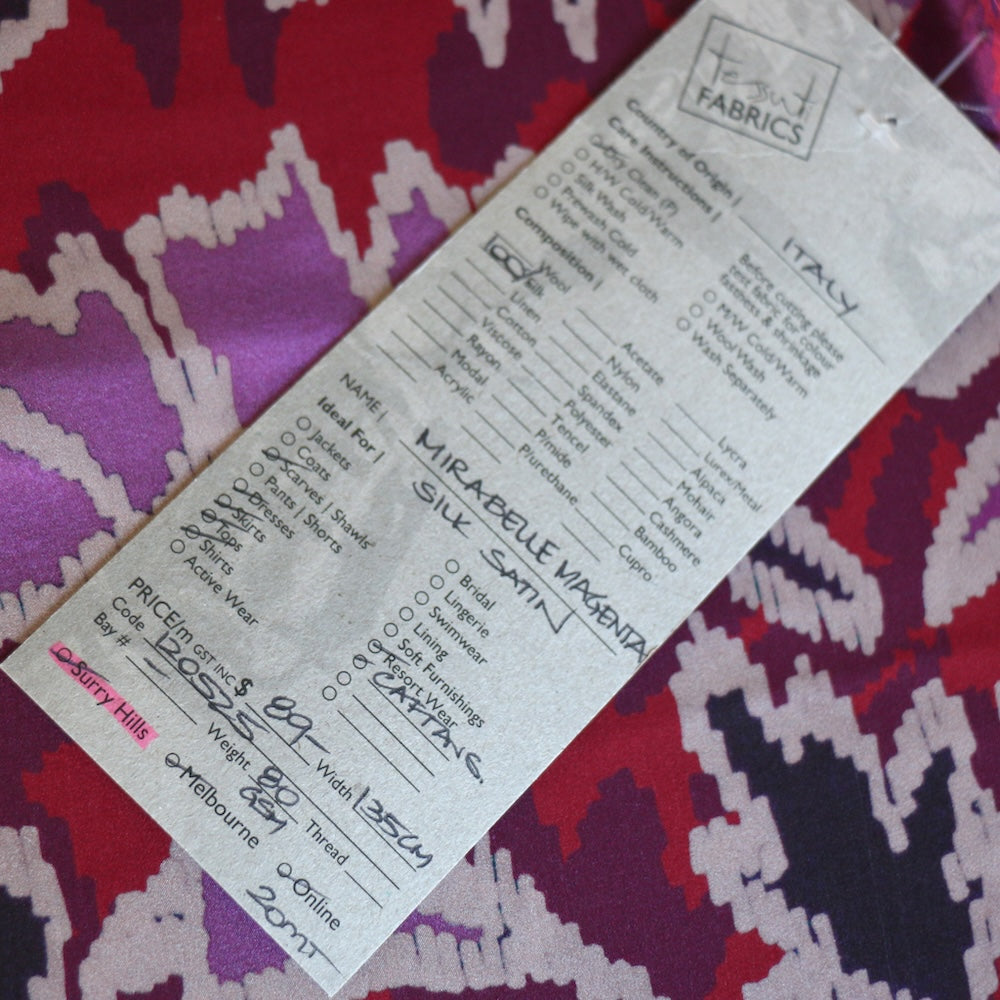 tessuti
FABRICS
Country of Origin | ITALY
Care Instructions |
Dry Clean (P)
H/W Cold/Warm
Silk Wash
Prewash Cold
Wipe with wet cloth
Before cutting please
test fabric for colour
fastness & shrinkage
M/W Cold/Warm
Wool Wash
Wash Separately
Composition |
Wool
100% Silk
Linen
Cotton
Viscose
Rayon
Modal
Acrylic
Acetate
Nylon
Elastane
Spandex
Polyester
Tencel
P/mide
P/urethane
Lycra
Lurex/Metal
Mohair
Alpaca
Angora
Cashmere
Bamboo
Cupro
NAME | MIRABELLE MAGENTA
SILK SATIN
Ideal For |
Jackets
Coats
Scarves | Shawls
Pants | Shorts
Dresses
Skirts
Tops
Shirts
Active Wear
Bridal
Lingerie
Swimwear
Lining
Soft Furnishings
Resort Wear
CAFTANS.
PRICE/m GST INC $ 89-
Code 120525 Width 135CM
Bay # — Weight 80 GSM Thread
Surry Hills Melbourne Online
20MT